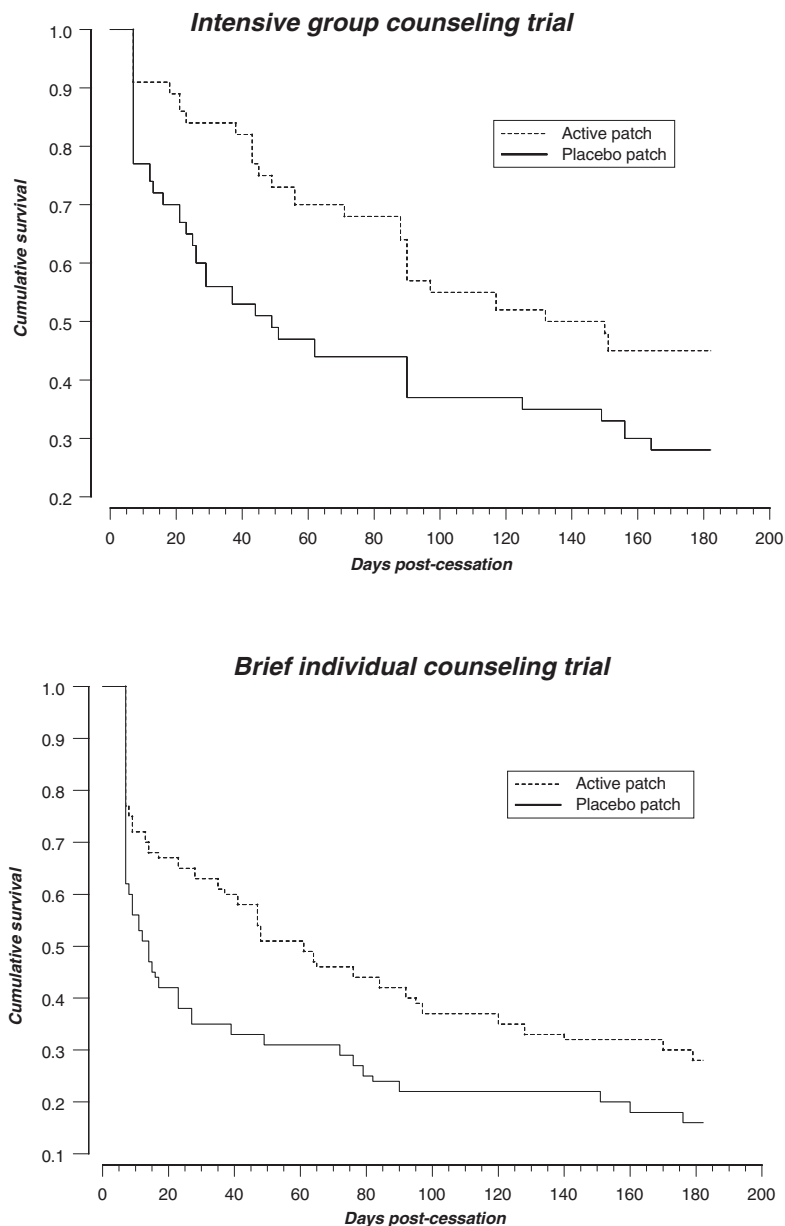 Intensive group counseling trial
1.0
0.9
0.8
0.7
0.6
0.5
0.4
0.3
0.2
Cumulative survival
Active patch
Placebo patch
0 20 40 60 80 100 120 140 160 180 200
Days post-cessation
Brief individual counseling trial
1.0
0.9
0.8
0.7
0.6
0.5
0.4
0.3
0.2
0.1
Cumulative survival
Active patch
Placebo patch
0 20 40 60 80 100 120 140 160 180 200
Days post-cessation